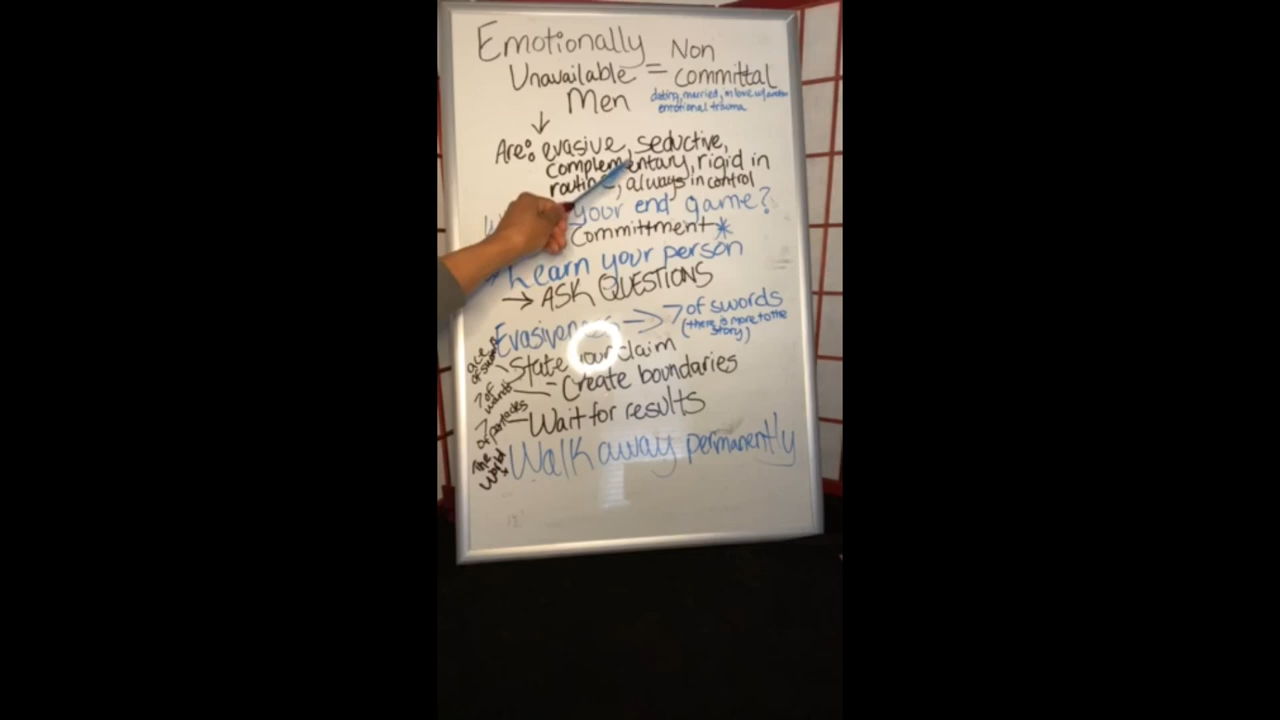 Emotionally
Unavailable = Non committal
Men
dating, married, in love w/
emotional trauma
Are: evasive, seductive,
complementary, rigid in
routine, always in control
your end game?
Committment *
Learn your person
→ ASK QUESTIONS
Evasiveness → 7 of swords
(there is more to the
story)
ace of swords
State your claim
7 of wands
- Create boundaries
7 of pentacles
- Wait for results
The World
Walk away permanently